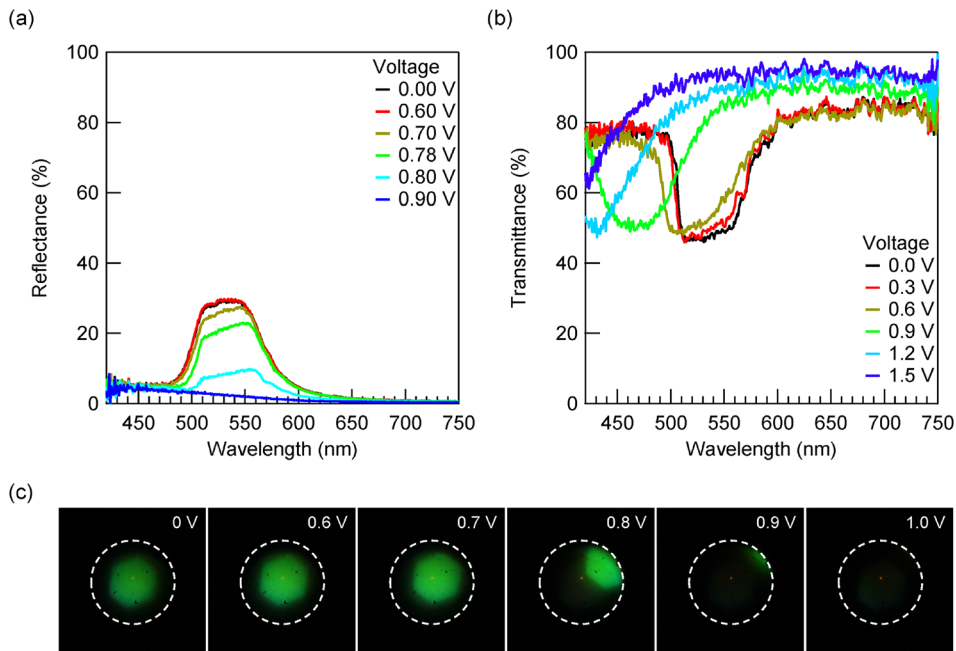 (a)
100
80
60
40
20
0
Reflectance (%)
450 500 550 600 650 700 750
Wavelength (nm)
Voltage
0.00 V
0.60 V
0.70 V
0.78 V
0.80 V
0.90 V
(b)
100
80
60
40
20
0
Transmittance (%)
450 500 550 600 650 700 750
Wavelength (nm)
Voltage
0.0 V
0.3 V
0.6 V
0.9 V
1.2 V
1.5 V
(c)
0 V
0.6 V
0.7 V
0.8 V
0.9 V
1.0 V